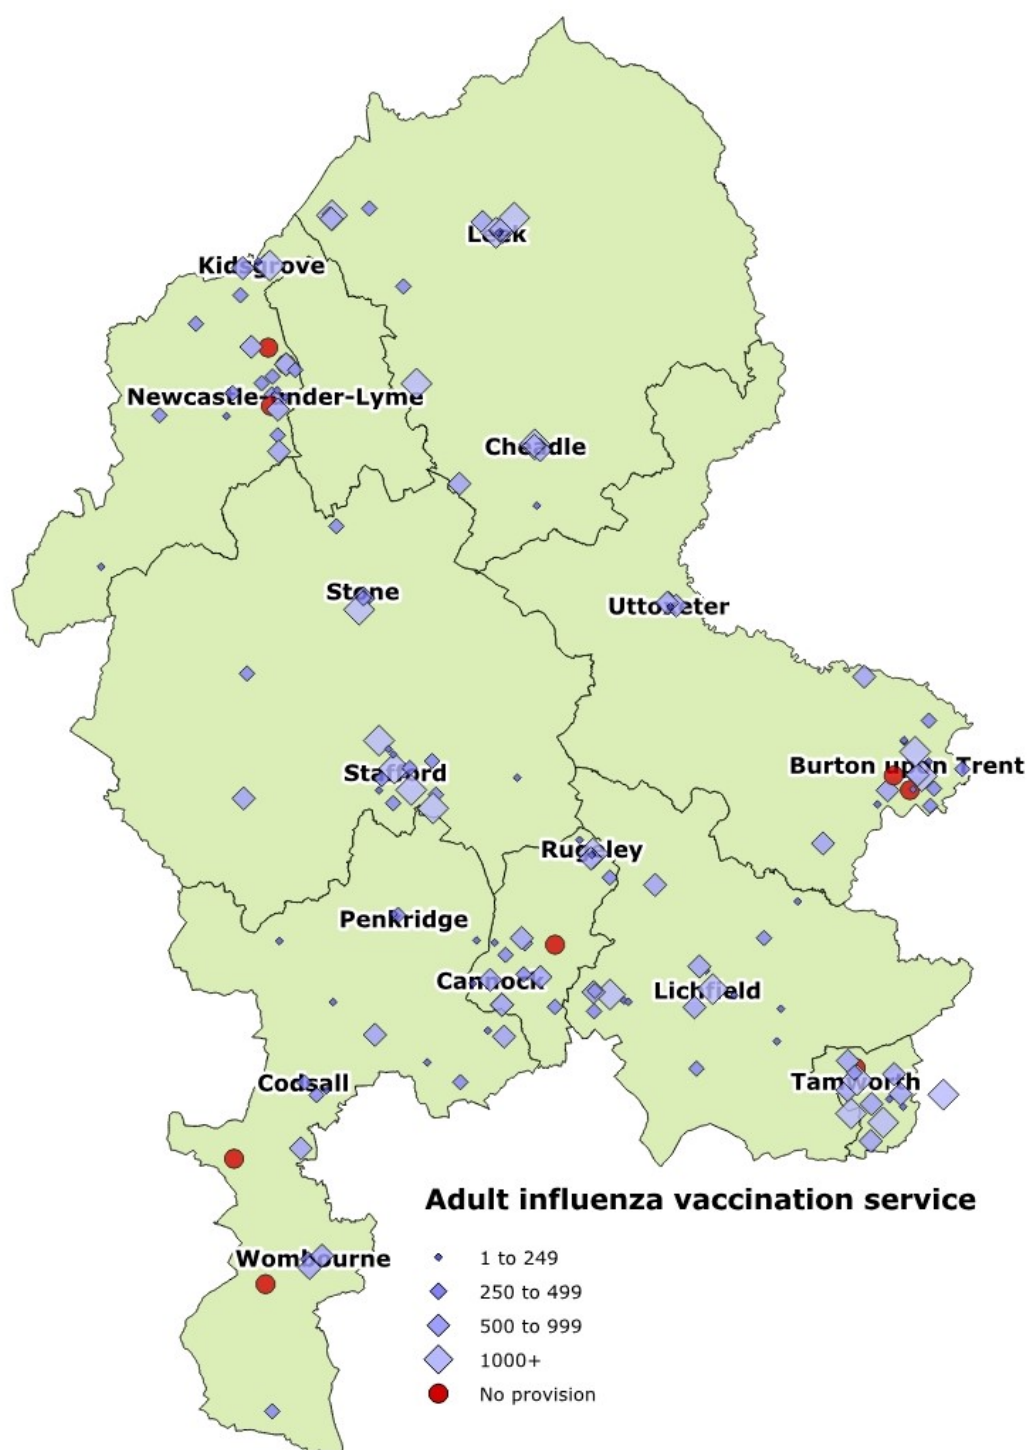 Leek
Kidsgrove
Newcastle-under-Lyme
Cheadle
Stone
Uttoxeter
Burton upon Trent
Stafford
Rugeley
Penkridge
Cannock
Lichfield
Tamworth
Codsall
Adult influenza vaccination service
Wombourne
1 to 249
250 to 499
500 to 999
1000+
No provision